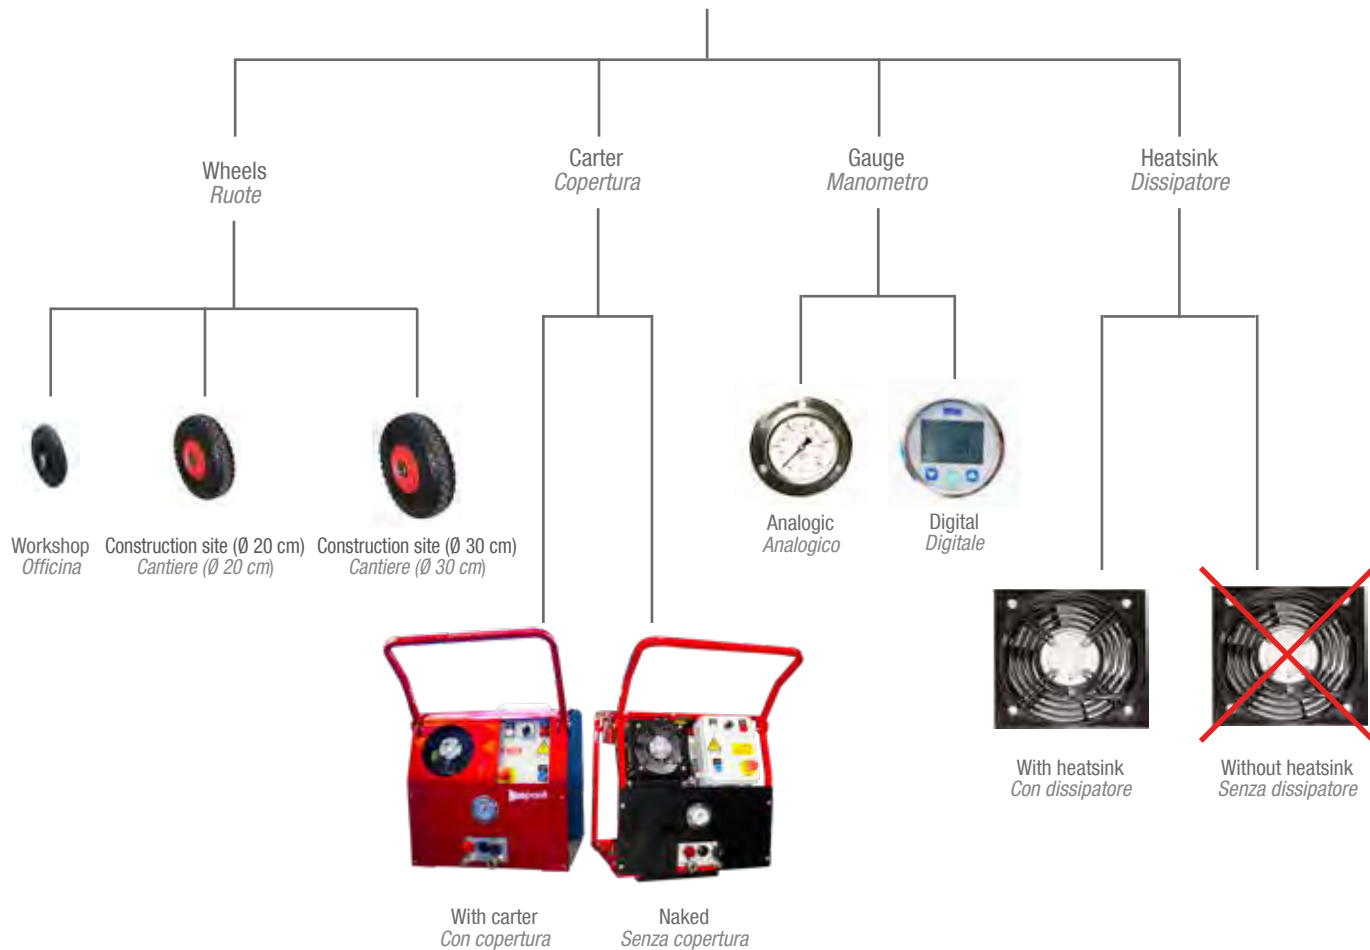 Wheels
Ruote
Carter
Copertura
Gauge
Manometro
Heatsink
Dissipatore
Workshop
Officina
Construction site (Ø 20 cm)
Cantiere (Ø 20 cm)
Construction site (Ø 30 cm)
Cantiere (Ø 30 cm)
Analogic
Analogico
Digital
Digitale
With heatsink
Con dissipatore
Without heatsink
Senza dissipatore
With carter
Con copertura
Naked
Senza copertura